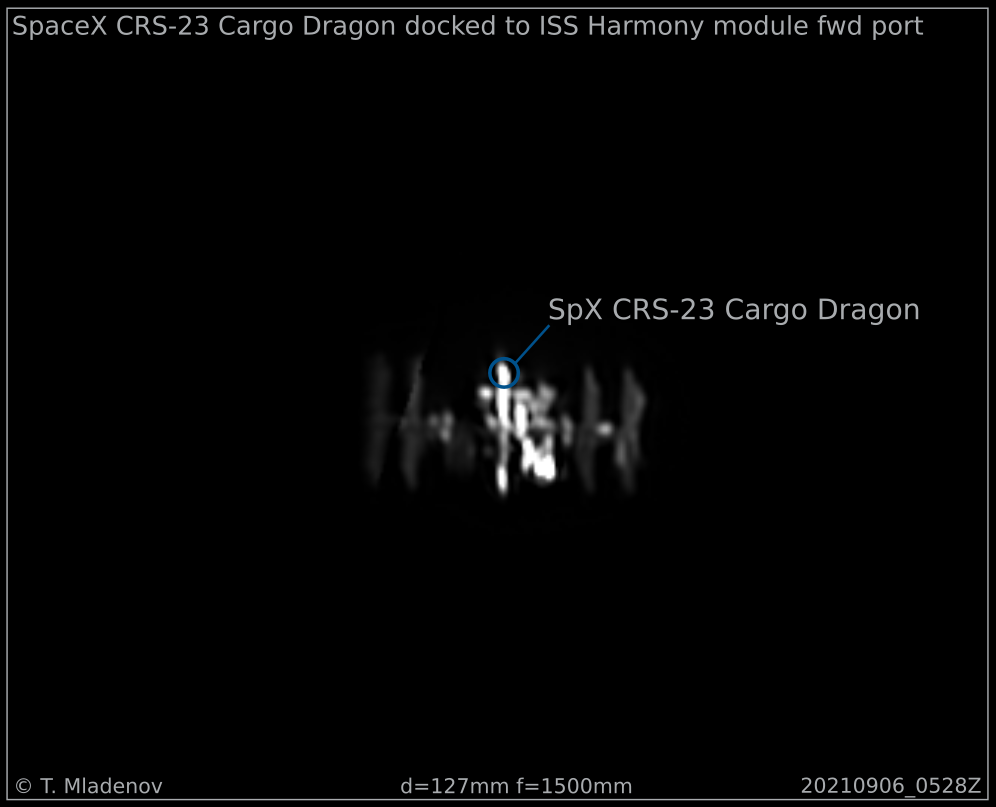 SpaceX CRS-23 Cargo Dragon docked to ISS Harmony module fwd port
SpX CRS-23 Cargo Dragon
© T. Mladenov
d=127mm f=1500mm
20210906_0528Z